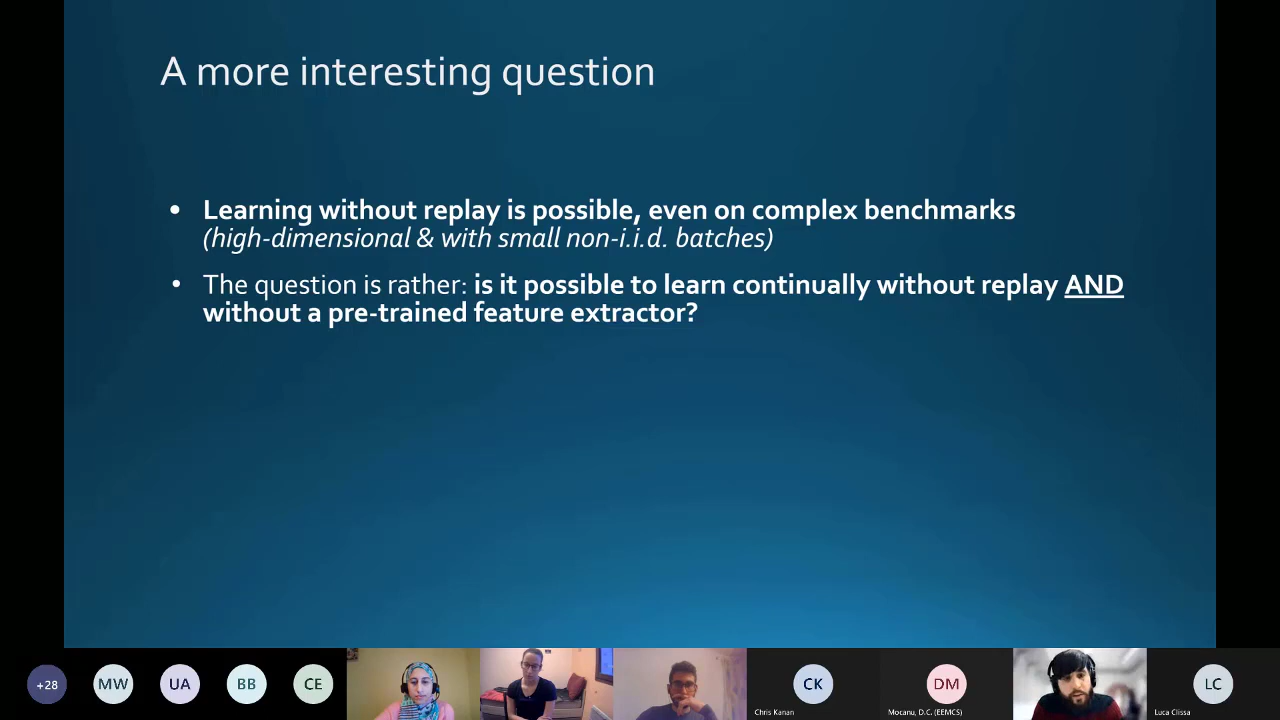 A more interesting question
• Learning without replay is possible, even on complex benchmarks
(high-dimensional & with small non-i.i.d. batches)
• The question is rather: is it possible to learn continually without replay AND
without a pre-trained feature extractor?
+28
MW
UA
BB
CE
CK
Chris Kanan
DM
Mocanu, D.C. (EEMCS)
LC
Luca Clissa